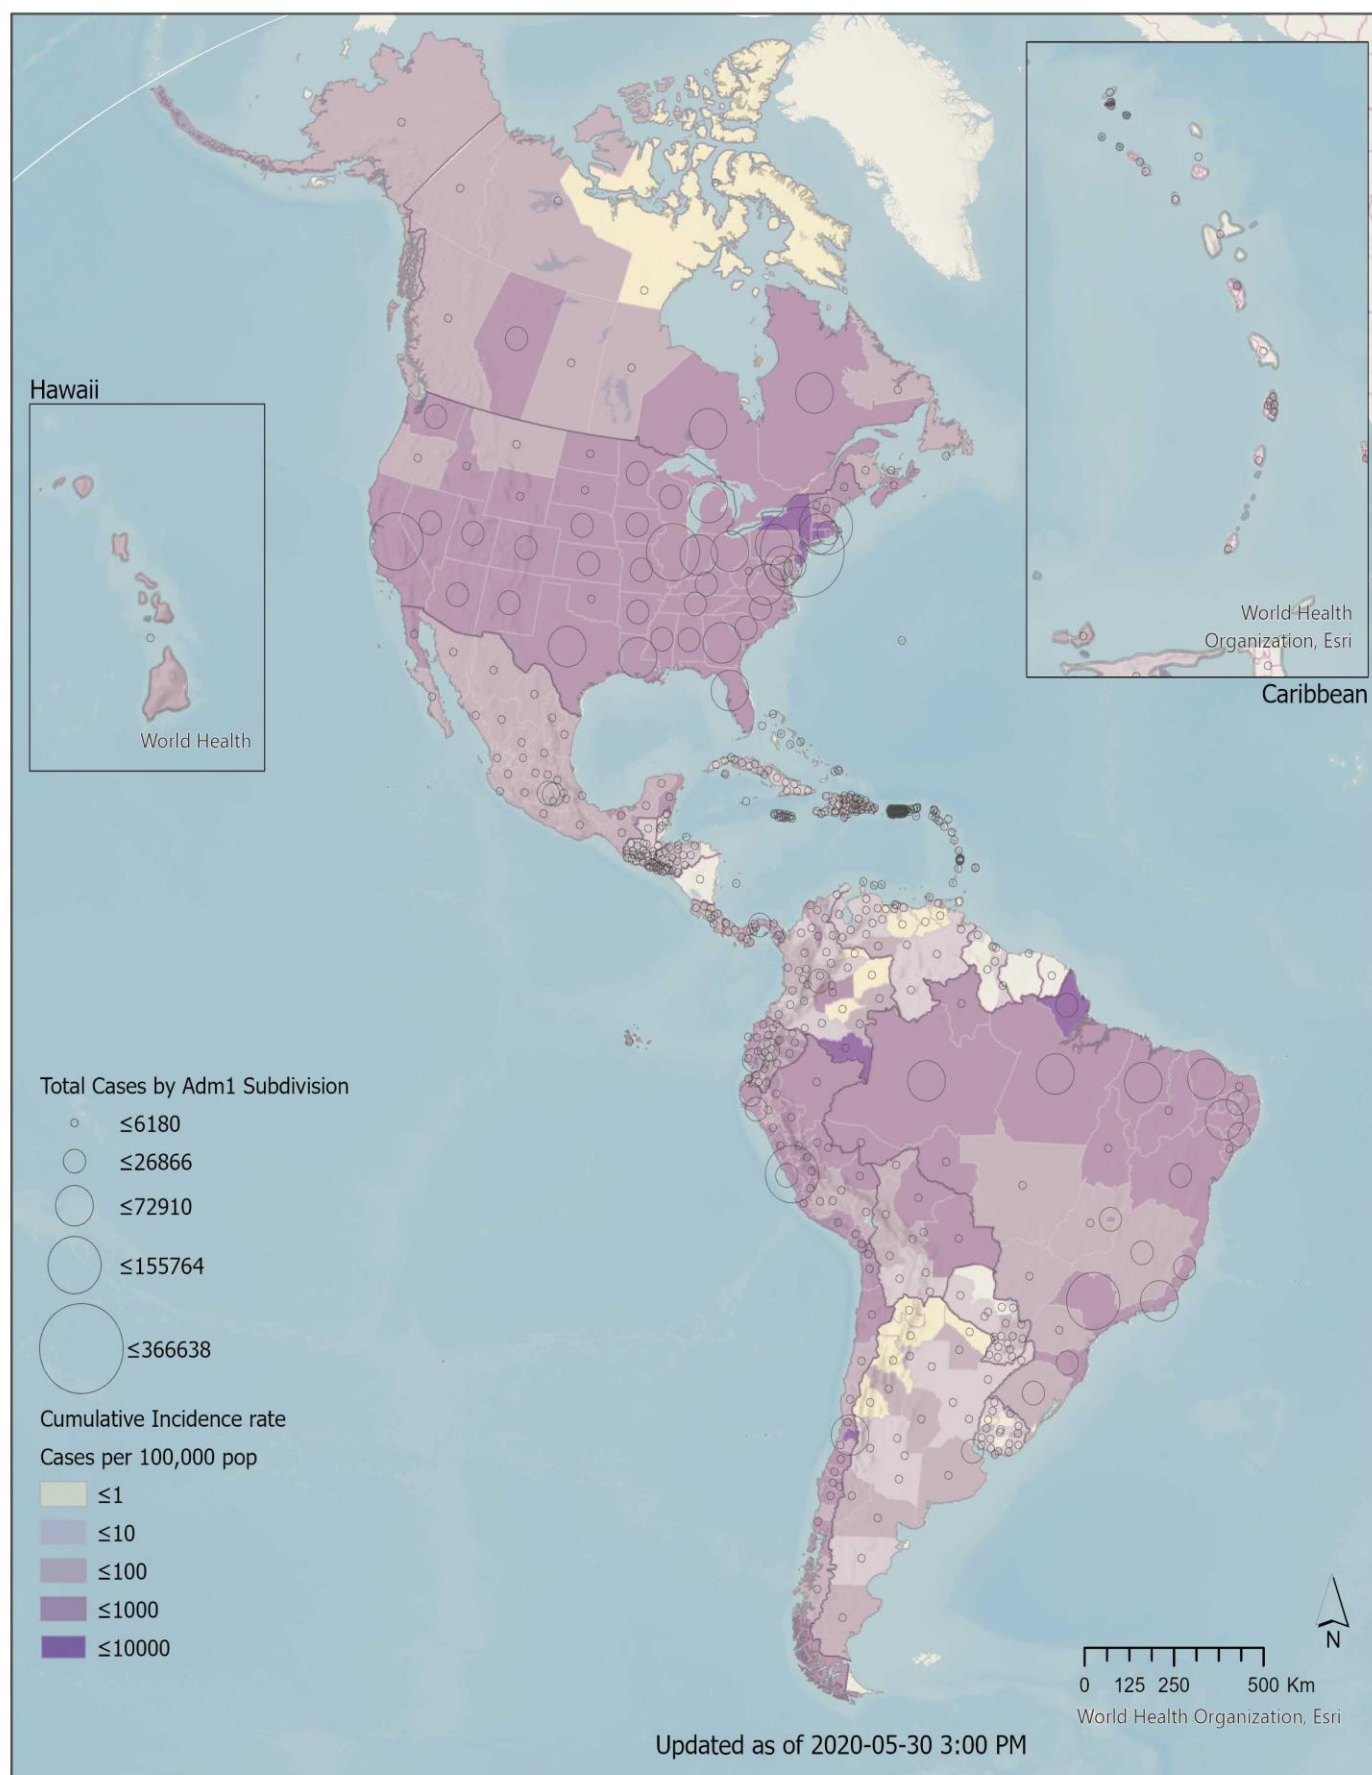 Hawaii
World Health
World Health
Organization, Esri
Caribbean
Total Cases by Adm1 Subdivision
≤6180
≤26866
≤72910
≤155764
≤366638
Cumulative Incidence rate
Cases per 100,000 pop
≤1
≤10
≤100
≤1000
≤10000
N
0 125 250 500 Km
World Health Organization, Esri
Updated as of 2020-05-30 3:00 PM